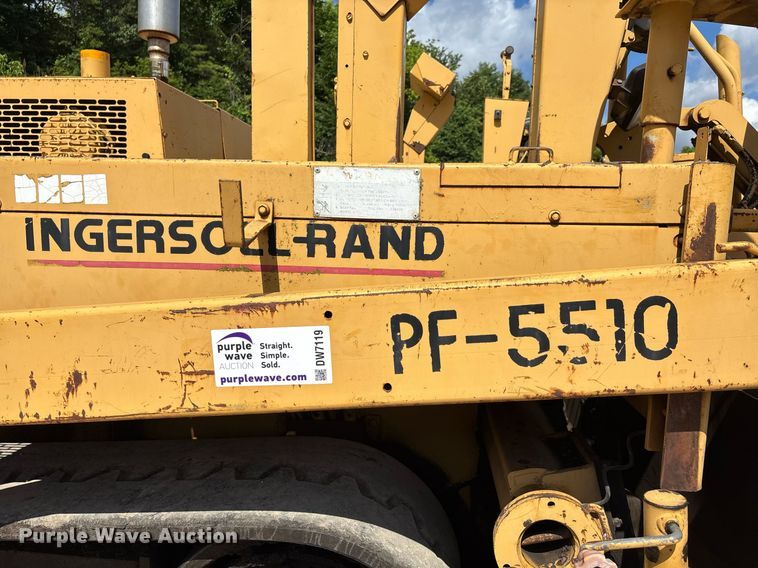 INGERSOLL-RAND
PF-5510
purple
wave
AUCTION
Straight.
Simple.
Sold.
purplewave.com
DW7119
Purple Wave Auction